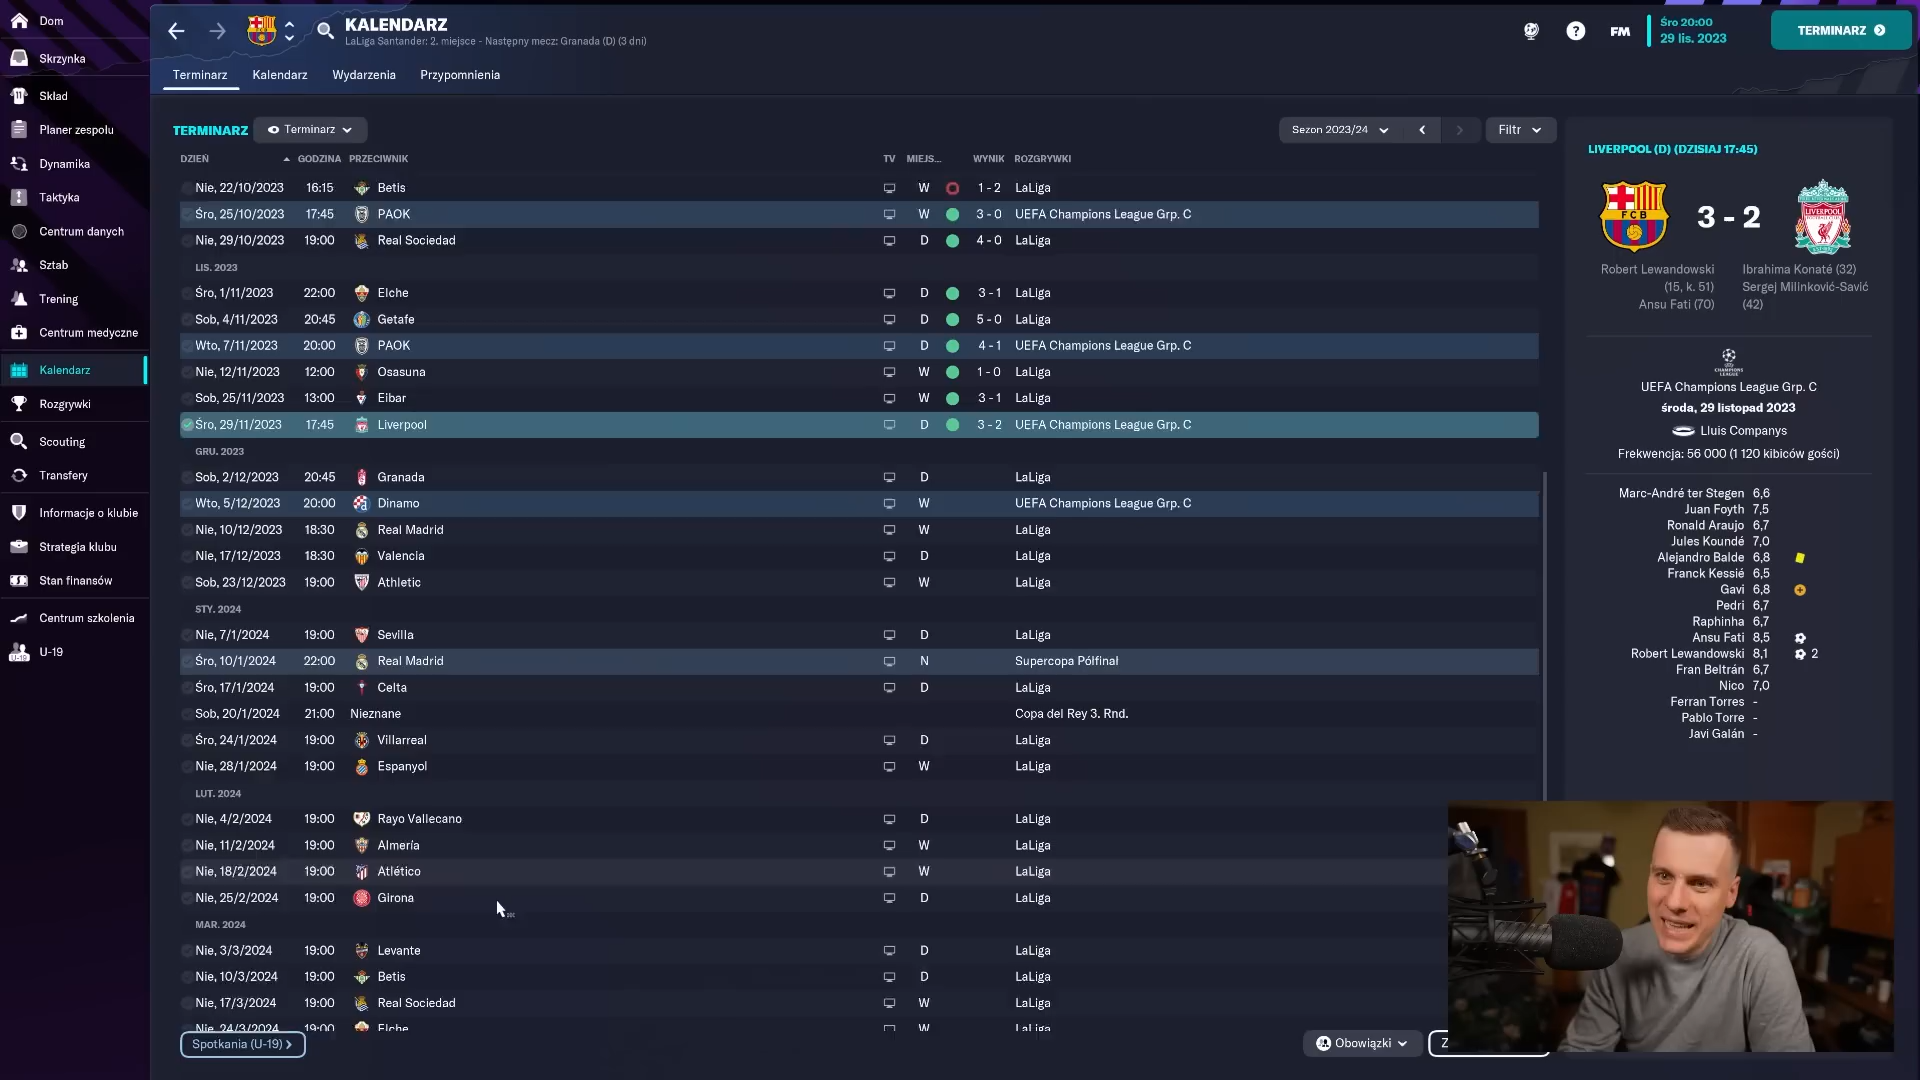 Dom
Skrzynka
Skład
Planer zespołu
Dynamika
Taktyka
Centrum danych
Sztab
Trening
Centrum medyczne
Kalendarz
Rozgrywki
Scouting
Transfery
Informacje o klubie
Strategia klubu
Stan finansów
Centrum szkolenia
U-19
KALENDARZ
LaLiga Santander: 2. miejsce - Następny mecz: Granada (D) (3 dni)
FM
Śro 20:00
29 lis. 2023
TERMINARZ
Terminarz Kalendarz Wydarzenia Przypomnienia
TERMINARZ Terminarz Sezon 2023/24 Filtr
DZIEŃ GODZINA PRZECIWNIK TV MIEJS... WYNIK ROZGRYWKI
Nie, 22/10/2023 16:15 Betis W 1 - 2 LaLiga
Śro, 25/10/2023 17:45 PAOK W 3 - 0 UEFA Champions League Grp. C
Nie, 29/10/2023 19:00 Real Sociedad D 4 - 0 LaLiga
LIS. 2023
Śro, 1/11/2023 22:00 Elche D 3 - 1 LaLiga
Sob, 4/11/2023 20:45 Getafe D 5 - 0 LaLiga
Wto, 7/11/2023 20:00 PAOK D 4 - 1 UEFA Champions League Grp. C
Nie, 12/11/2023 12:00 Osasuna W 1 - 0 LaLiga
Sob, 25/11/2023 13:00 Eibar W 3 - 1 LaLiga
Śro, 29/11/2023 17:45 Liverpool D 3 - 2 UEFA Champions League Grp. C
GRU. 2023
Sob, 2/12/2023 20:45 Granada D LaLiga
Wto, 5/12/2023 20:00 Dinamo W UEFA Champions League Grp. C
Nie, 10/12/2023 18:30 Real Madrid W LaLiga
Nie, 17/12/2023 18:30 Valencia D LaLiga
Sob, 23/12/2023 19:00 Athletic W LaLiga
STY. 2024
Nie, 7/1/2024 19:00 Sevilla D LaLiga
Śro, 10/1/2024 22:00 Real Madrid N Supercopa Półfinal
Śro, 17/1/2024 19:00 Celta D LaLiga
Sob, 20/1/2024 21:00 Nieznane Copa del Rey 3. Rnd.
Śro, 24/1/2024 19:00 Villarreal D LaLiga
Nie, 28/1/2024 19:00 Espanyol W LaLiga
LUT. 2024
Nie, 4/2/2024 19:00 Rayo Vallecano D LaLiga
Nie, 11/2/2024 19:00 Almería W LaLiga
Nie, 18/2/2024 19:00 Atlético W LaLiga
Nie, 25/2/2024 19:00 Girona D LaLiga
MAR. 2024
Nie, 3/3/2024 19:00 Levante D LaLiga
Nie, 10/3/2024 19:00 Betis D LaLiga
Nie, 17/3/2024 19:00 Real Sociedad W LaLiga
Nie, 24/3/2024 19:00 Elche W LaLiga
Spotkania (U-19)
Obowiązki
Z
LIVERPOOL (D) (DZISIAJ 17:45)
FCB
3 - 2
LIVERPOOL
Robert Lewandowski
(15, k. 51)
Ansu Fati (70)
Ibrahima Konaté (32)
Sergej Milinković-Savić
(42)
CHAMPIONS
LEAGUE
UEFA Champions League Grp. C
środa, 29 listopad 2023
Lluis Companys
Frekwencja: 56 000 (1 120 kibiców gości)
Marc-André ter Stegen 6,6
Juan Foyth 7,5
Ronald Araujo 6,7
Jules Koundé 7,0
Alejandro Balde 6,8
Franck Kessié 6,5
Gavi 6,8
Pedri 6,7
Raphinha 6,7
Ansu Fati 8,5
Robert Lewandowski 8,1 2
Fran Beltrán 6,7
Nico 7,0
Ferran Torres -
Pablo Torre -
Javi Galán -